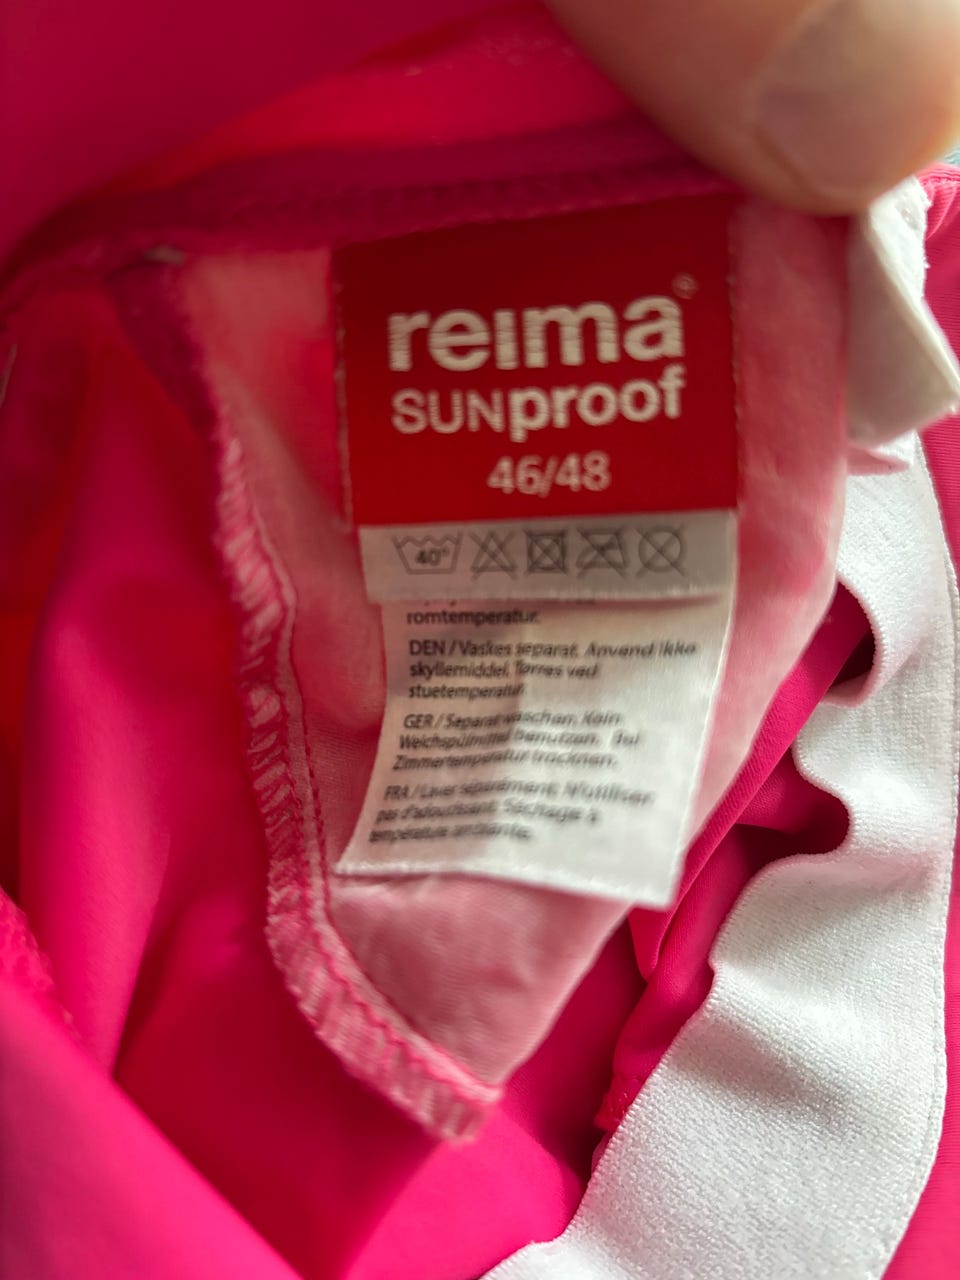 reima®
SUNproof
46/48
40°
romtemperatur.
DEN / Vaskes separat. Anvend ikke
skyllemiddel. Tørres ved
stuetemperatur.
GER / Separat waschen. Kein
Weichspülmittel benutzen. Bei
Zimmertemperatur trocknen.
FRA / Laver séparément. N'utiliser
pas d'adoucissant. Séchage à
température ambiante.